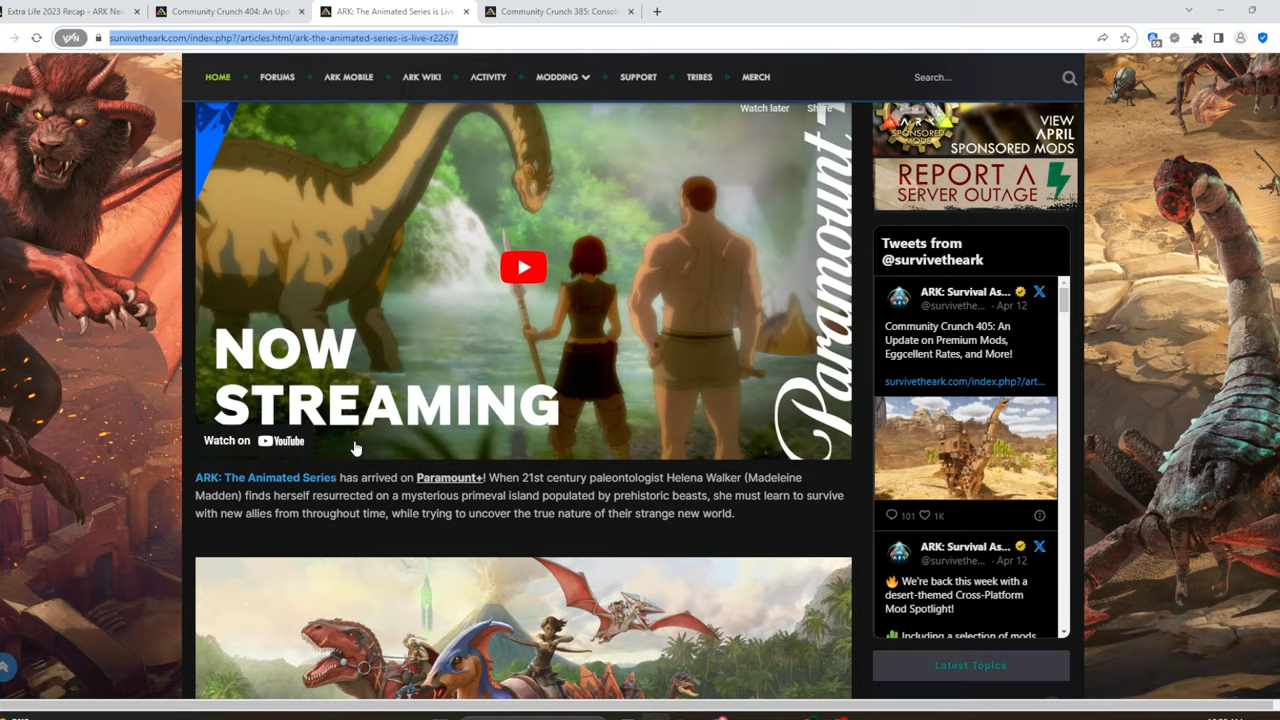 Extra Life 2023 Recap - ARK Nev
Community Crunch 404: An Upd
ARK: The Animated Series is Live
Community Crunch 385: Consol
VPN
survivetheark.com/index.php?/articles.html/ark-the-animated-series-is-live-r2267/
59
HOME
FORUMS
ARK MOBILE
ARK WIKI
ACTIVITY
MODDING
SUPPORT
TRIBES
MERCH
Search...
Watch later
Share
Paramount
NOW
STREAMING
Watch on YouTube
ARK: The Animated Series has arrived on Paramount+! When 21st century paleontologist Helena Walker (Madeleine
Madden) finds herself resurrected on a mysterious primeval island populated by prehistoric beasts, she must learn to survive
with new allies from throughout time, while trying to uncover the true nature of their strange new world.
ARK
SPONSORED
MODS
VIEW
APRIL
SPONSORED MODS
REPORT A
SERVER OUTAGE
Tweets from
@survivetheark
ARK: Survival As...
@survivethe... · Apr 12
Community Crunch 405: An
Update on Premium Mods,
Eggcellent Rates, and More!
survivetheark.com/index.php?/art...
101 1K
ARK: Survival As...
@survivethe... · Apr 12
🔥 We're back this week with a
desert-themed Cross-Platform
Mod Spotlight!
🌵 Including a selection of mods
Latest Topics